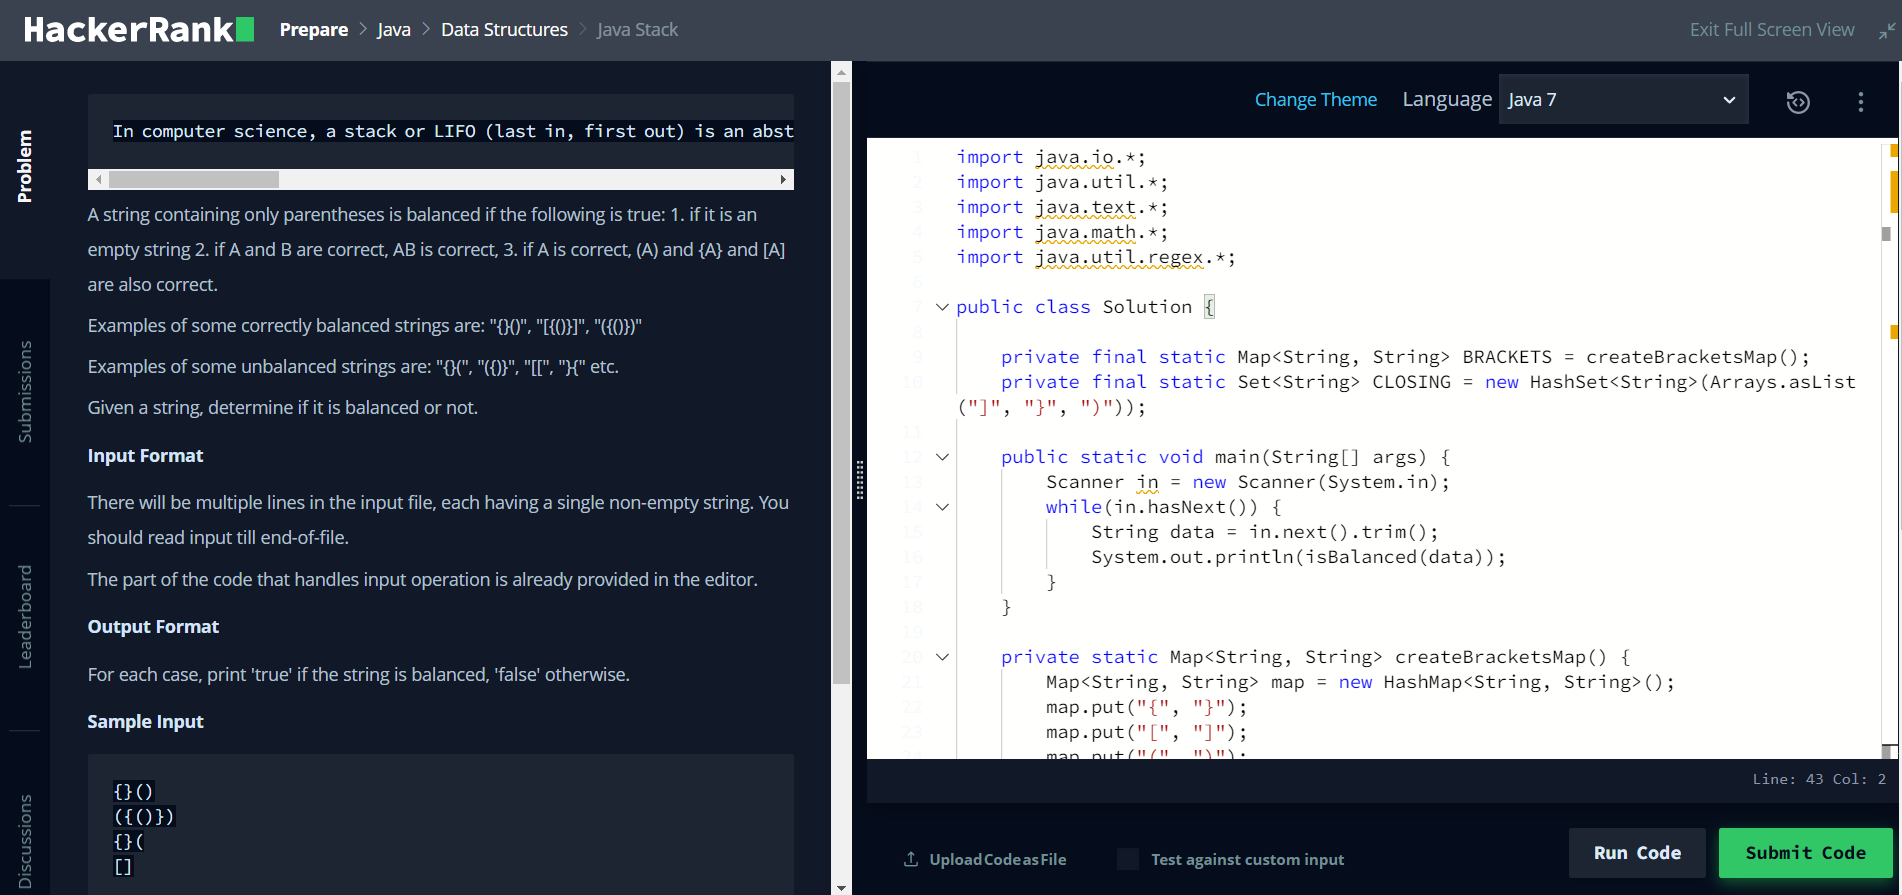 HackerRank
Prepare > Java > Data Structures > Java Stack
Exit Full Screen View
Problem
Submissions
Leaderboard
Discussions
In computer science, a stack or LIFO (last in, first out) is an abst
A string containing only parentheses is balanced if the following is true: 1. if it is an
empty string 2. if A and B are correct, AB is correct, 3. if A is correct, (A) and {A} and [A]
are also correct.
Examples of some correctly balanced strings are: "{}()", "[{()}]", "({()})"
Examples of some unbalanced strings are: "{}(", "({)}", "[[", "}{" etc.
Given a string, determine if it is balanced or not.
Input Format
There will be multiple lines in the input file, each having a single non-empty string. You
should read input till end-of-file.
The part of the code that handles input operation is already provided in the editor.
Output Format
For each case, print 'true' if the string is balanced, 'false' otherwise.
Sample Input
{}()
({()})
{}(
[]
Change Theme Language Java 7
1 import java.io.*;
2 import java.util.*;
3 import java.text.*;
4 import java.math.*;
5 import java.util.regex.*;
6
7 public class Solution {
8
9 private final static Map<String, String> BRACKETS = createBracketsMap();
10 private final static Set<String> CLOSING = new HashSet<String>(Arrays.asList
("]", "}", ")"));
11
12 public static void main(String[] args) {
13 Scanner in = new Scanner(System.in);
14 while(in.hasNext()) {
15 String data = in.next().trim();
16 System.out.println(isBalanced(data));
17 }
18 }
19
20 private static Map<String, String> createBracketsMap() {
21 Map<String, String> map = new HashMap<String, String>();
22 map.put("{", "}");
23 map.put("[", "]");
24 map.put("(", ")");
Line: 43 Col: 2
Upload Code as File
Test against custom input
Run Code
Submit Code